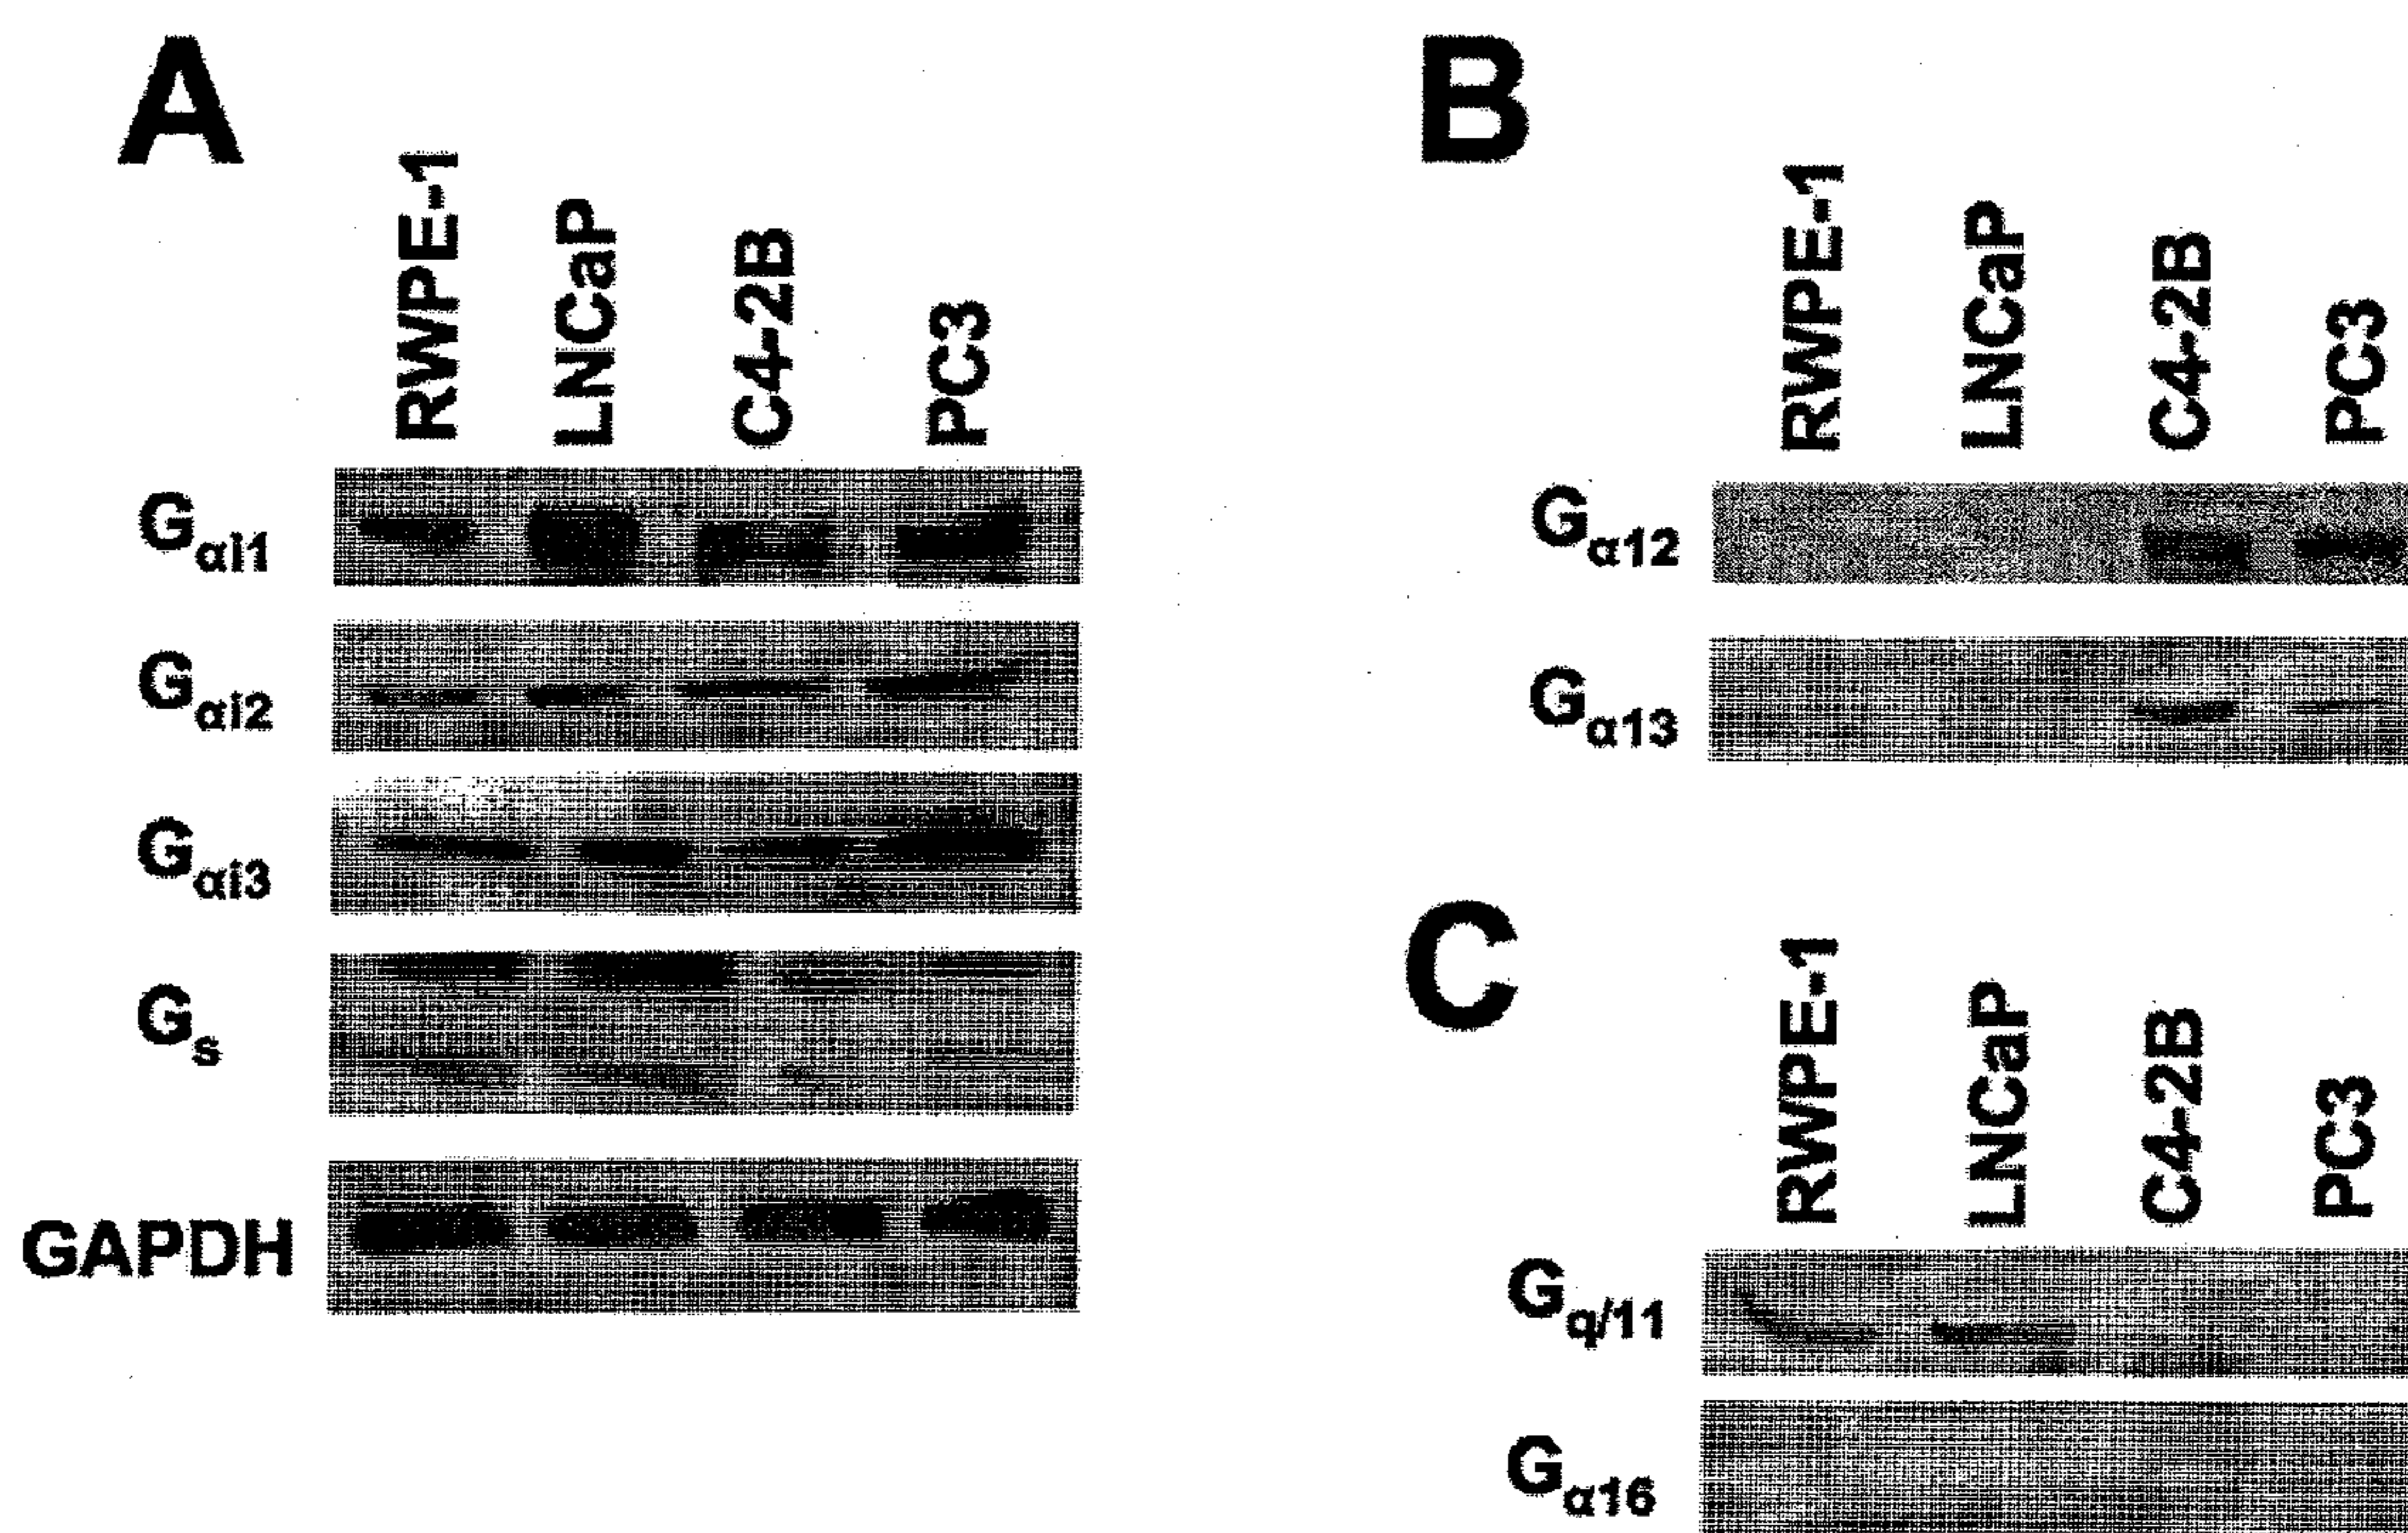 A
RWPE-1 LNCaP C4-2B PC3
Gαi1
Gαi2
Gαi3
Gs
GAPDH
B
RWPE-1 LNCaP C4-2B PC3
Gα12
Gα13
C
RWPE-1 LNCaP C4-2B PC3
Gq/11
Gα16